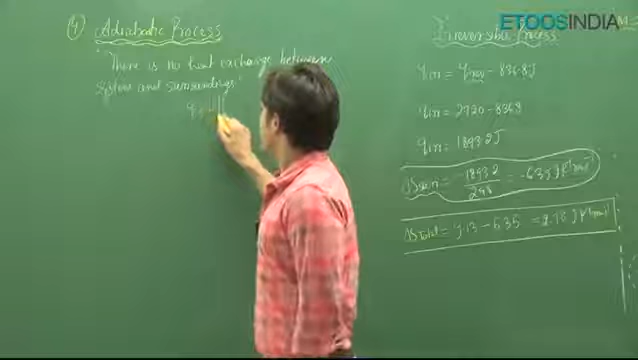 (4) Adiabatic Process
"There is no heat exchange between
system and surroundings"
q
ETOOSINDIA
Irreversible Process
qirr = qrev - 836.8J
qirr = 2730 - 836.8
qirr = 1893.2 J
ΔSsurr = -1893.2/298 = -6.35 JK⁻¹mol⁻¹
ΔStotal = 9.13 - 6.35 = 2.78 JK⁻¹mol⁻¹